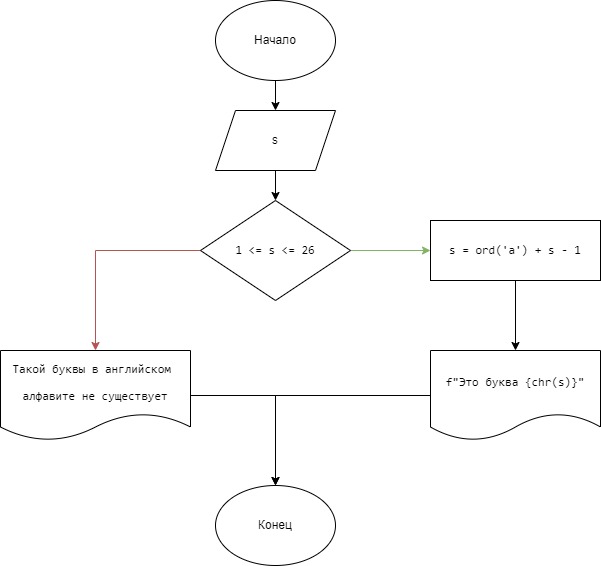 Начало
s
1 <= s <= 26
s = ord('a') + s - 1
Такой буквы в английском
алфавите не существует
f"Это буква {chr(s)}"
Конец